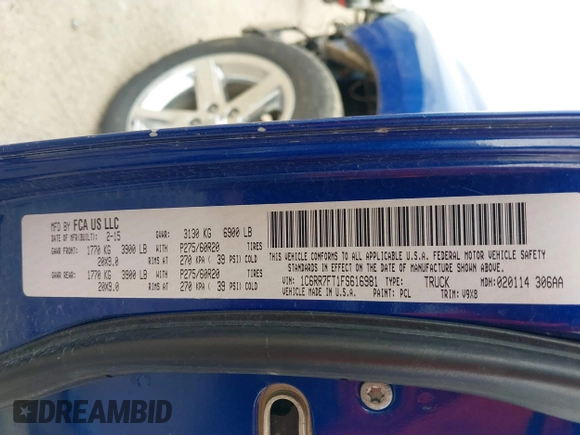 MFD BY FCA US LLC
DATE OF MFR(BUILT): 2-15 GVWR: 3130 KG 6900 LB
GAWR FRONT: 1770 KG 3900 LB WITH P275/60R20 TIRES
20X9.0 RIMS AT 270 KPA ( 39 PSI) COLD
GAWR REAR: 1770 KG 3900 LB WITH P275/60R20 TIRES
20X9.0 RIMS AT 270 KPA ( 39 PSI) COLD
THIS VEHICLE CONFORMS TO ALL APPLICABLE U.S.A. FEDERAL MOTOR VEHICLE SAFETY
STANDARDS IN EFFECT ON THE DATE OF MANUFACTURE SHOWN ABOVE.
VIN: 1C6RR7FT1FS616981 TYPE: TRUCK MDH: 020114 306AA
VEHICLE MADE IN U.S.A. PAINT: PCL TRIM: V9X8
DREAMBID